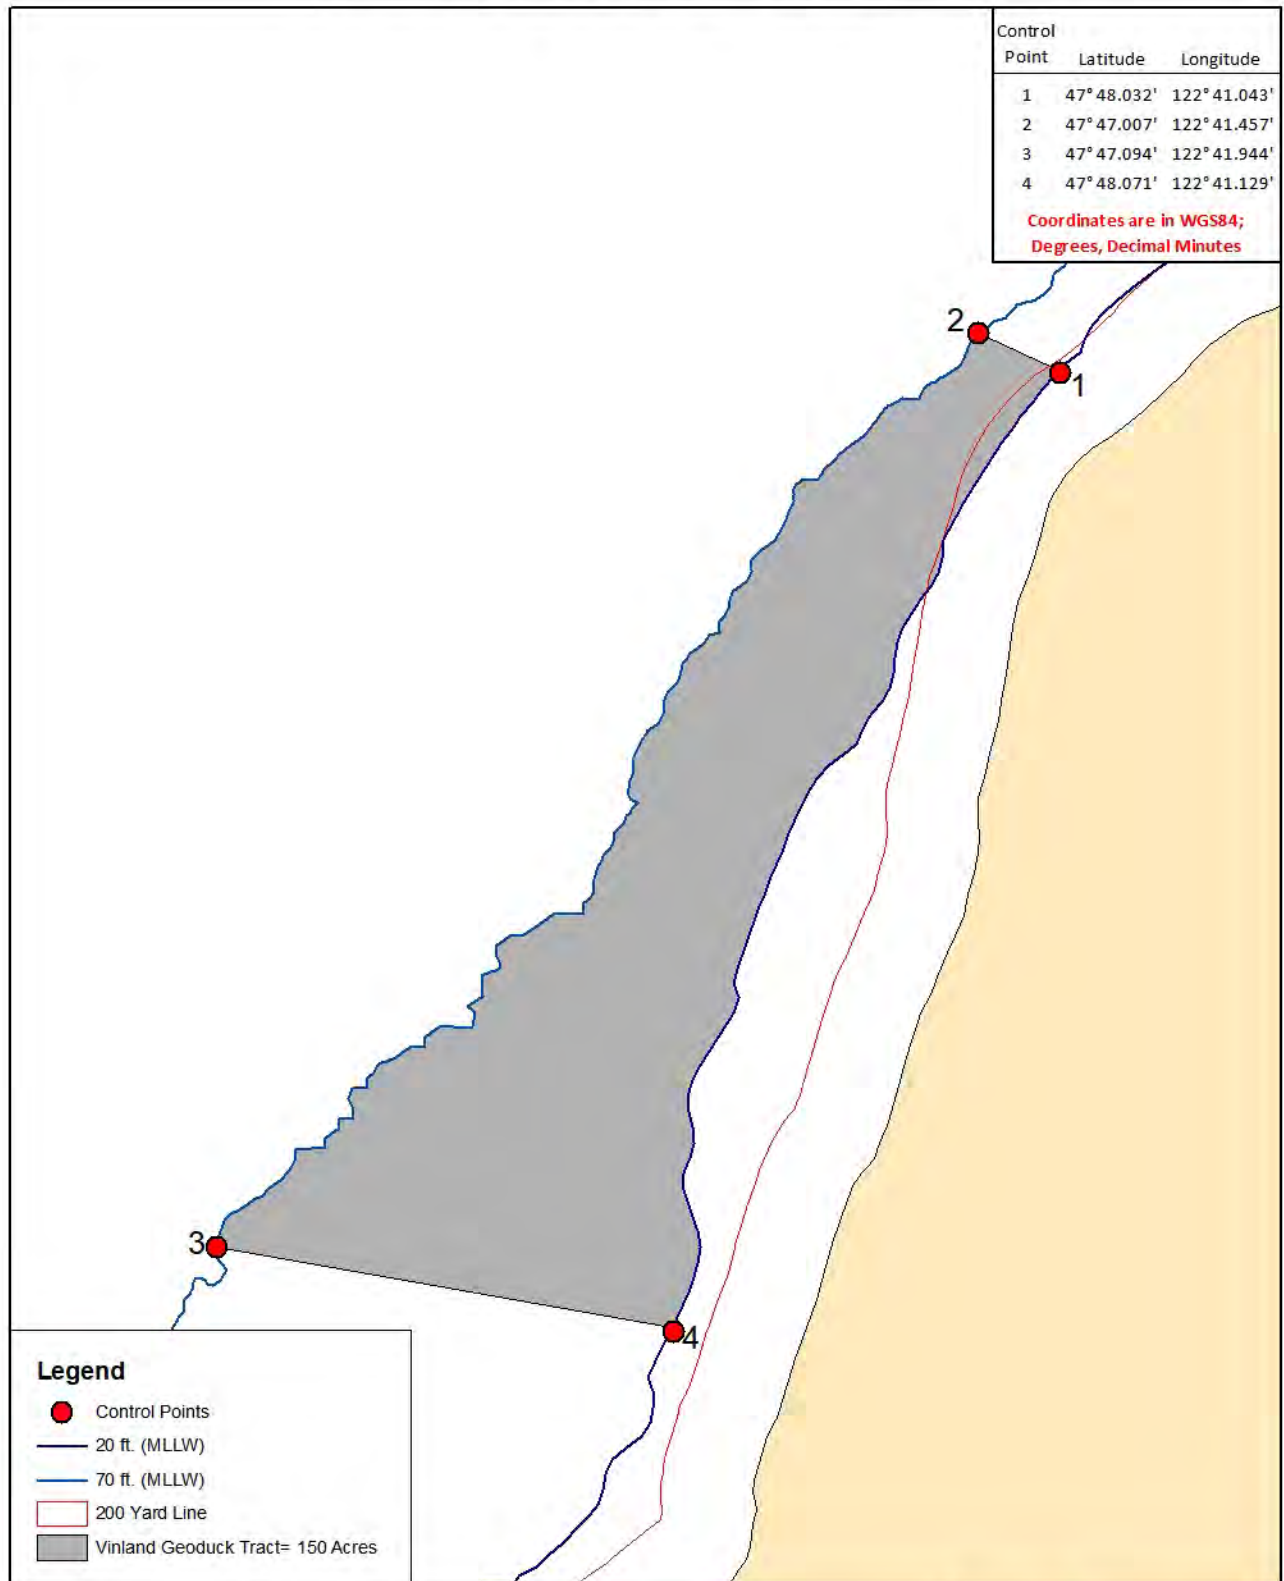 Control
Point Latitude Longitude
1 47° 48.032' 122° 41.043'
2 47° 47.007' 122° 41.457'
3 47° 47.094' 122° 41.944'
4 47° 48.071' 122° 41.129'
Coordinates are in WGS84;
Degrees, Decimal Minutes
2
1
3
4
Legend
Control Points
20 ft. (MLLW)
70 ft. (MLLW)
200 Yard Line
Vinland Geoduck Tract= 150 Acres